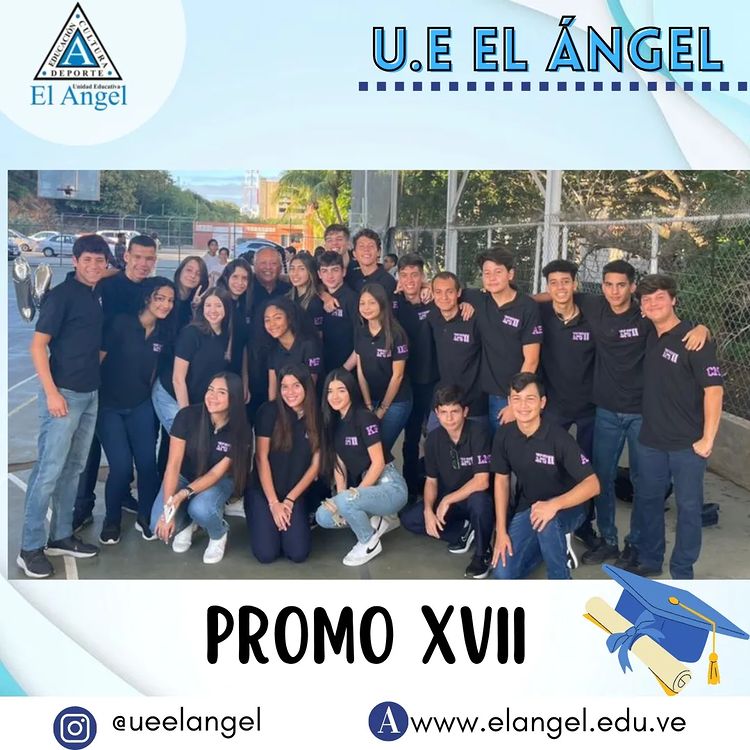 EDUCACIÓN
CULTURA
DEPORTE
A
Unidad Educativa
El Angel
U.E EL ÁNGEL
PROMO XVII
@ueelangel
A www.elangel.edu.ve